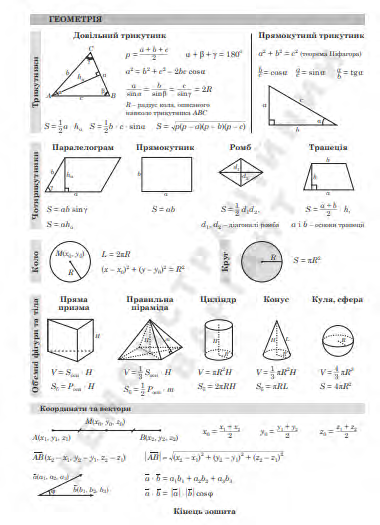 ГЕОМЕТРІЯ
Трикутники
Довільний трикутник
Прямокутний трикутник
p = (a + b + c)/2   α + β + γ = 180°
a² = b² + c² – 2bc cosα
a/sinα = b/sinβ = c/sinγ = 2R
R – радіус кола, описаного
навколо трикутника ABC
S = 1/2 a · hₐ   S = 1/2 b · c · sinα   S = √(p(p – a)(p – b)(p – c))
a² + b² = c² (теорема Піфагора)
b/c = cosα   a/c = sinα   a/b = tgα
Чотирикутники
Паралелограм   Прямокутник   Ромб   Трапеція
S = ab sinγ
S = ahₐ
S = ab
S = 1/2 d₁d₂,
d₁, d₂ – діагоналі ромба
S = (a + b)/2 · h,
a і b – основи трапеції
Коло
M(x₀, y₀)
R
L = 2πR
(x – x₀)² + (y – y₀)² = R²
Круг
R
S = πR²
Об'ємні фігури та тіла
Пряма призма
Правильна піраміда
Циліндр
Конус
Куля, сфера
V = Sосн · H
Sб = Pосн · H
V = 1/3 Sосн · H
Sб = 1/2 Pосн · m
V = πR²H
Sб = 2πRH
V = 1/3 πR²H
Sб = πRL
V = 4/3 πR³
S = 4πR²
Координати та вектори
M(x₀, y₀, z₀)
A(x₁, y₁, z₁)   B(x₂, y₂, z₂)
x₀ = (x₁ + x₂)/2   y₀ = (y₁ + y₂)/2   z₀ = (z₁ + z₂)/2
AB(x₂ – x₁, y₂ – y₁, z₂ – z₁)   |AB| = √((x₂ – x₁)² + (y₂ – y₁)² + (z₂ – z₁)²)
a(a₁, a₂, a₃)
φ
b(b₁, b₂, b₃)
a · b = a₁b₁ + a₂b₂ + a₃b₃
a · b = |a| · |b| cosφ
Кінець зошита